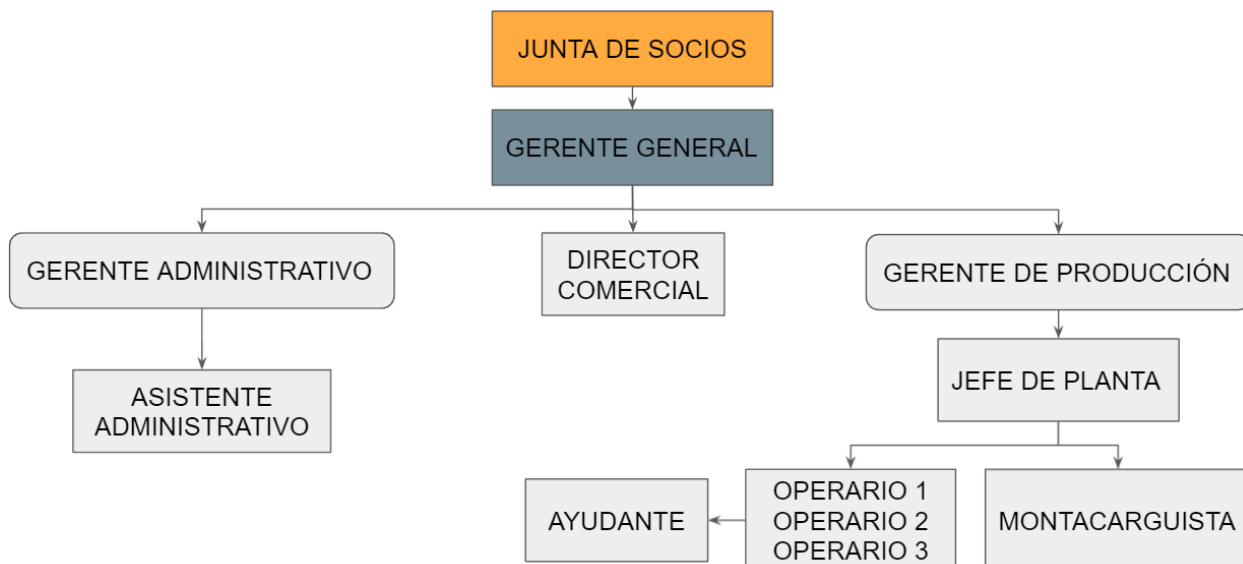 JUNTA DE SOCIOS
GERENTE GENERAL
GERENTE ADMINISTRATIVO
DIRECTOR
COMERCIAL
GERENTE DE PRODUCCIÓN
ASISTENTE
ADMINISTRATIVO
JEFE DE PLANTA
AYUDANTE
OPERARIO 1
OPERARIO 2
OPERARIO 3
MONTACARGUISTA